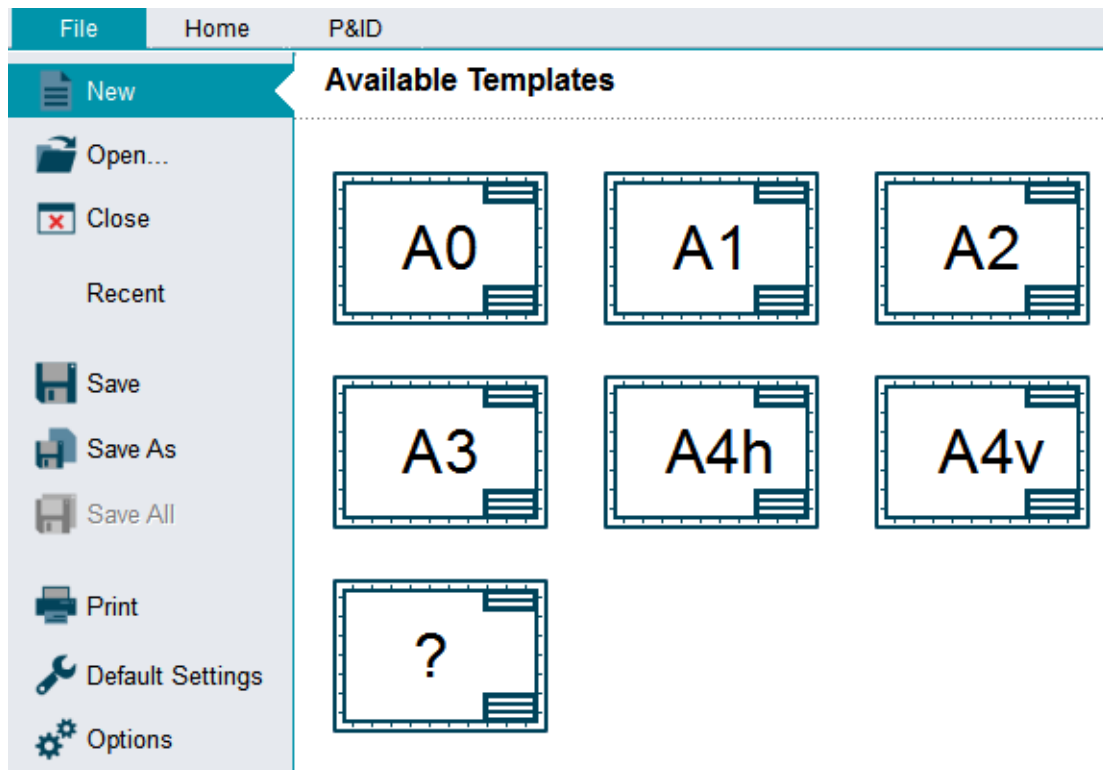 File Home P&ID
New
Available Templates
Open...
Close
Recent
Save
Save As
Save All
Print
Default Settings
Options
A0 A1 A2
A3 A4h A4v
?